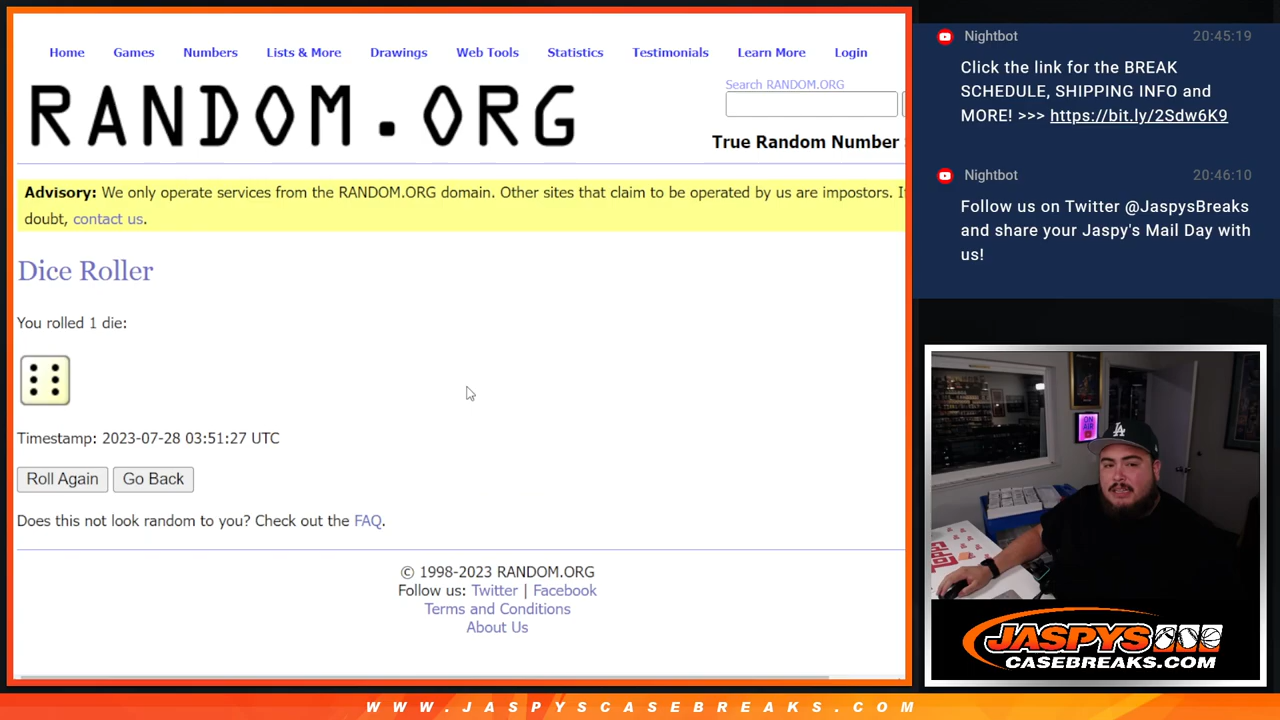 Home Games Numbers Lists & More Drawings Web Tools Statistics Testimonials Learn More Login
RANDOM.ORG
Search RANDOM.ORG
True Random Number
Advisory: We only operate services from the RANDOM.ORG domain. Other sites that claim to be operated by us are impostors.
doubt, contact us.
Dice Roller
You rolled 1 die:
Timestamp: 2023-07-28 03:51:27 UTC
Roll Again Go Back
Does this not look random to you? Check out the FAQ.
© 1998-2023 RANDOM.ORG
Follow us: Twitter | Facebook
Terms and Conditions
About Us
Nightbot 20:45:19
Click the link for the BREAK
SCHEDULE, SHIPPING INFO and
MORE! >>> https://bit.ly/2Sdw6K9
Nightbot 20:46:10
Follow us on Twitter @JaspysBreaks
and share your Jaspy's Mail Day with
us!
ON
AIR
LA
JASPYS
CASEBREAKS.COM
WWW.JASPYSCASEBREAKS.COM